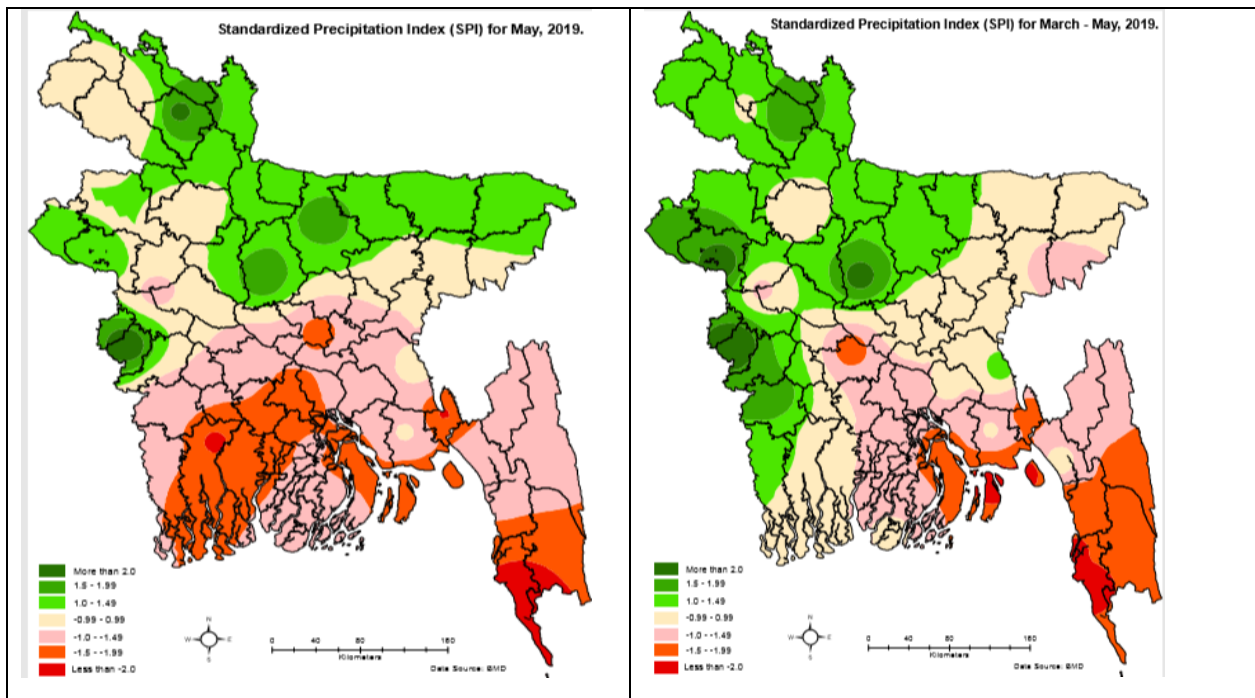 Standardized Precipitation Index (SPI) for May, 2019.
More than 2.0
1.5 - 1.99
1.0 - 1.49
-0.99 - 0.99
-1.0 - -1.49
-1.5 - -1.99
Less than -2.0
N
W E
S
0 40 80 160
Kilometers
Data Source: BMD
Standardized Precipitation Index (SPI) for March - May, 2019.
More than 2.0
1.5 - 1.99
1.0 - 1.49
-0.99 - 0.99
-1.0 - -1.49
-1.5 - -1.99
Less than -2.0
N
W E
S
0 40 80 160
Kilometers
Data Source: BMD